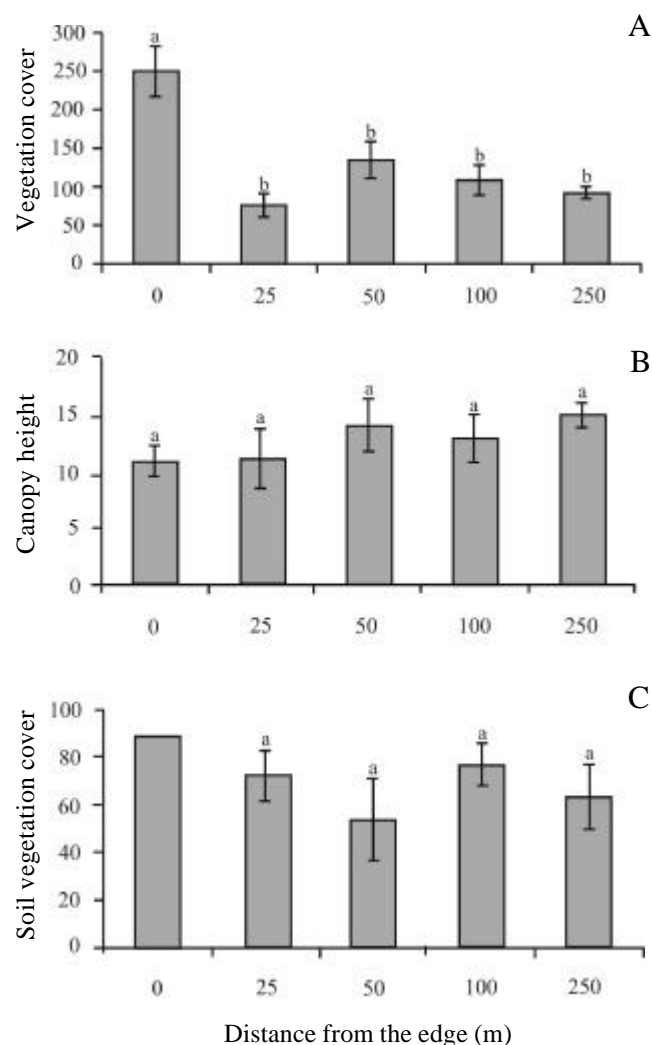 A
Vegetation cover
300
250
200
150
100
50
0
a
b
b
b
b
0 25 50 100 250
B
Canopy height
20
15
10
5
0
a
a
a
a
a
0 25 50 100 250
C
Soil vegetation cover
100
80
60
40
20
0
a
a
a
a
0 25 50 100 250
Distance from the edge (m)